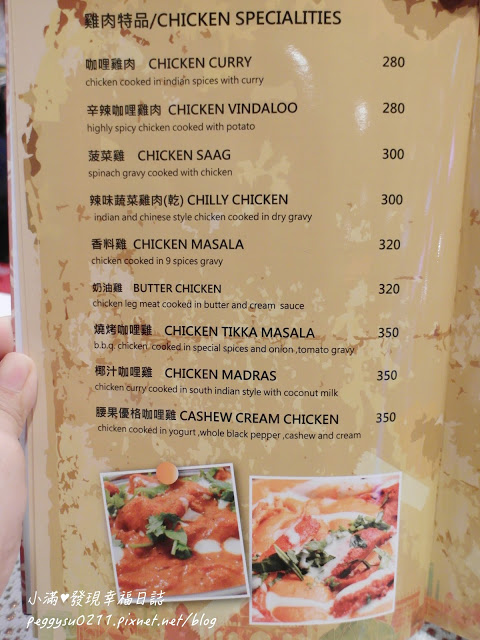 雞肉特品/CHICKEN SPECIALITIES
咖哩雞肉 CHICKEN CURRY 280
chicken cooked in indian spices with curry
辛辣咖哩雞肉 CHICKEN VINDALOO 280
highly spicy chicken cooked with potato
菠菜雞 CHICKEN SAAG 300
spinach gravy cooked with chicken
辣味蔬菜雞肉(乾) CHILLY CHICKEN 300
indian and chinese style chicken cooked in dry gravy
香料雞 CHICKEN MASALA 320
chicken cooked in 9 spices gravy
奶油雞 BUTTER CHICKEN 320
chicken leg meat cooked in butter and cream sauce
燒烤咖哩雞 CHICKEN TIKKA MASALA 350
b.b.g. chicken cooked in special spices and onion ,tomato gravy
椰汁咖哩雞 CHICKEN MADRAS 350
chicken curry cooked in south indian style with coconut milk
腰果優格咖哩雞 CASHEW CREAM CHICKEN 350
chicken cooked in yogurt ,whole black pepper ,cashew and cream
小滿♥發現幸福日誌
peggysu0211.pixnet.net/blog